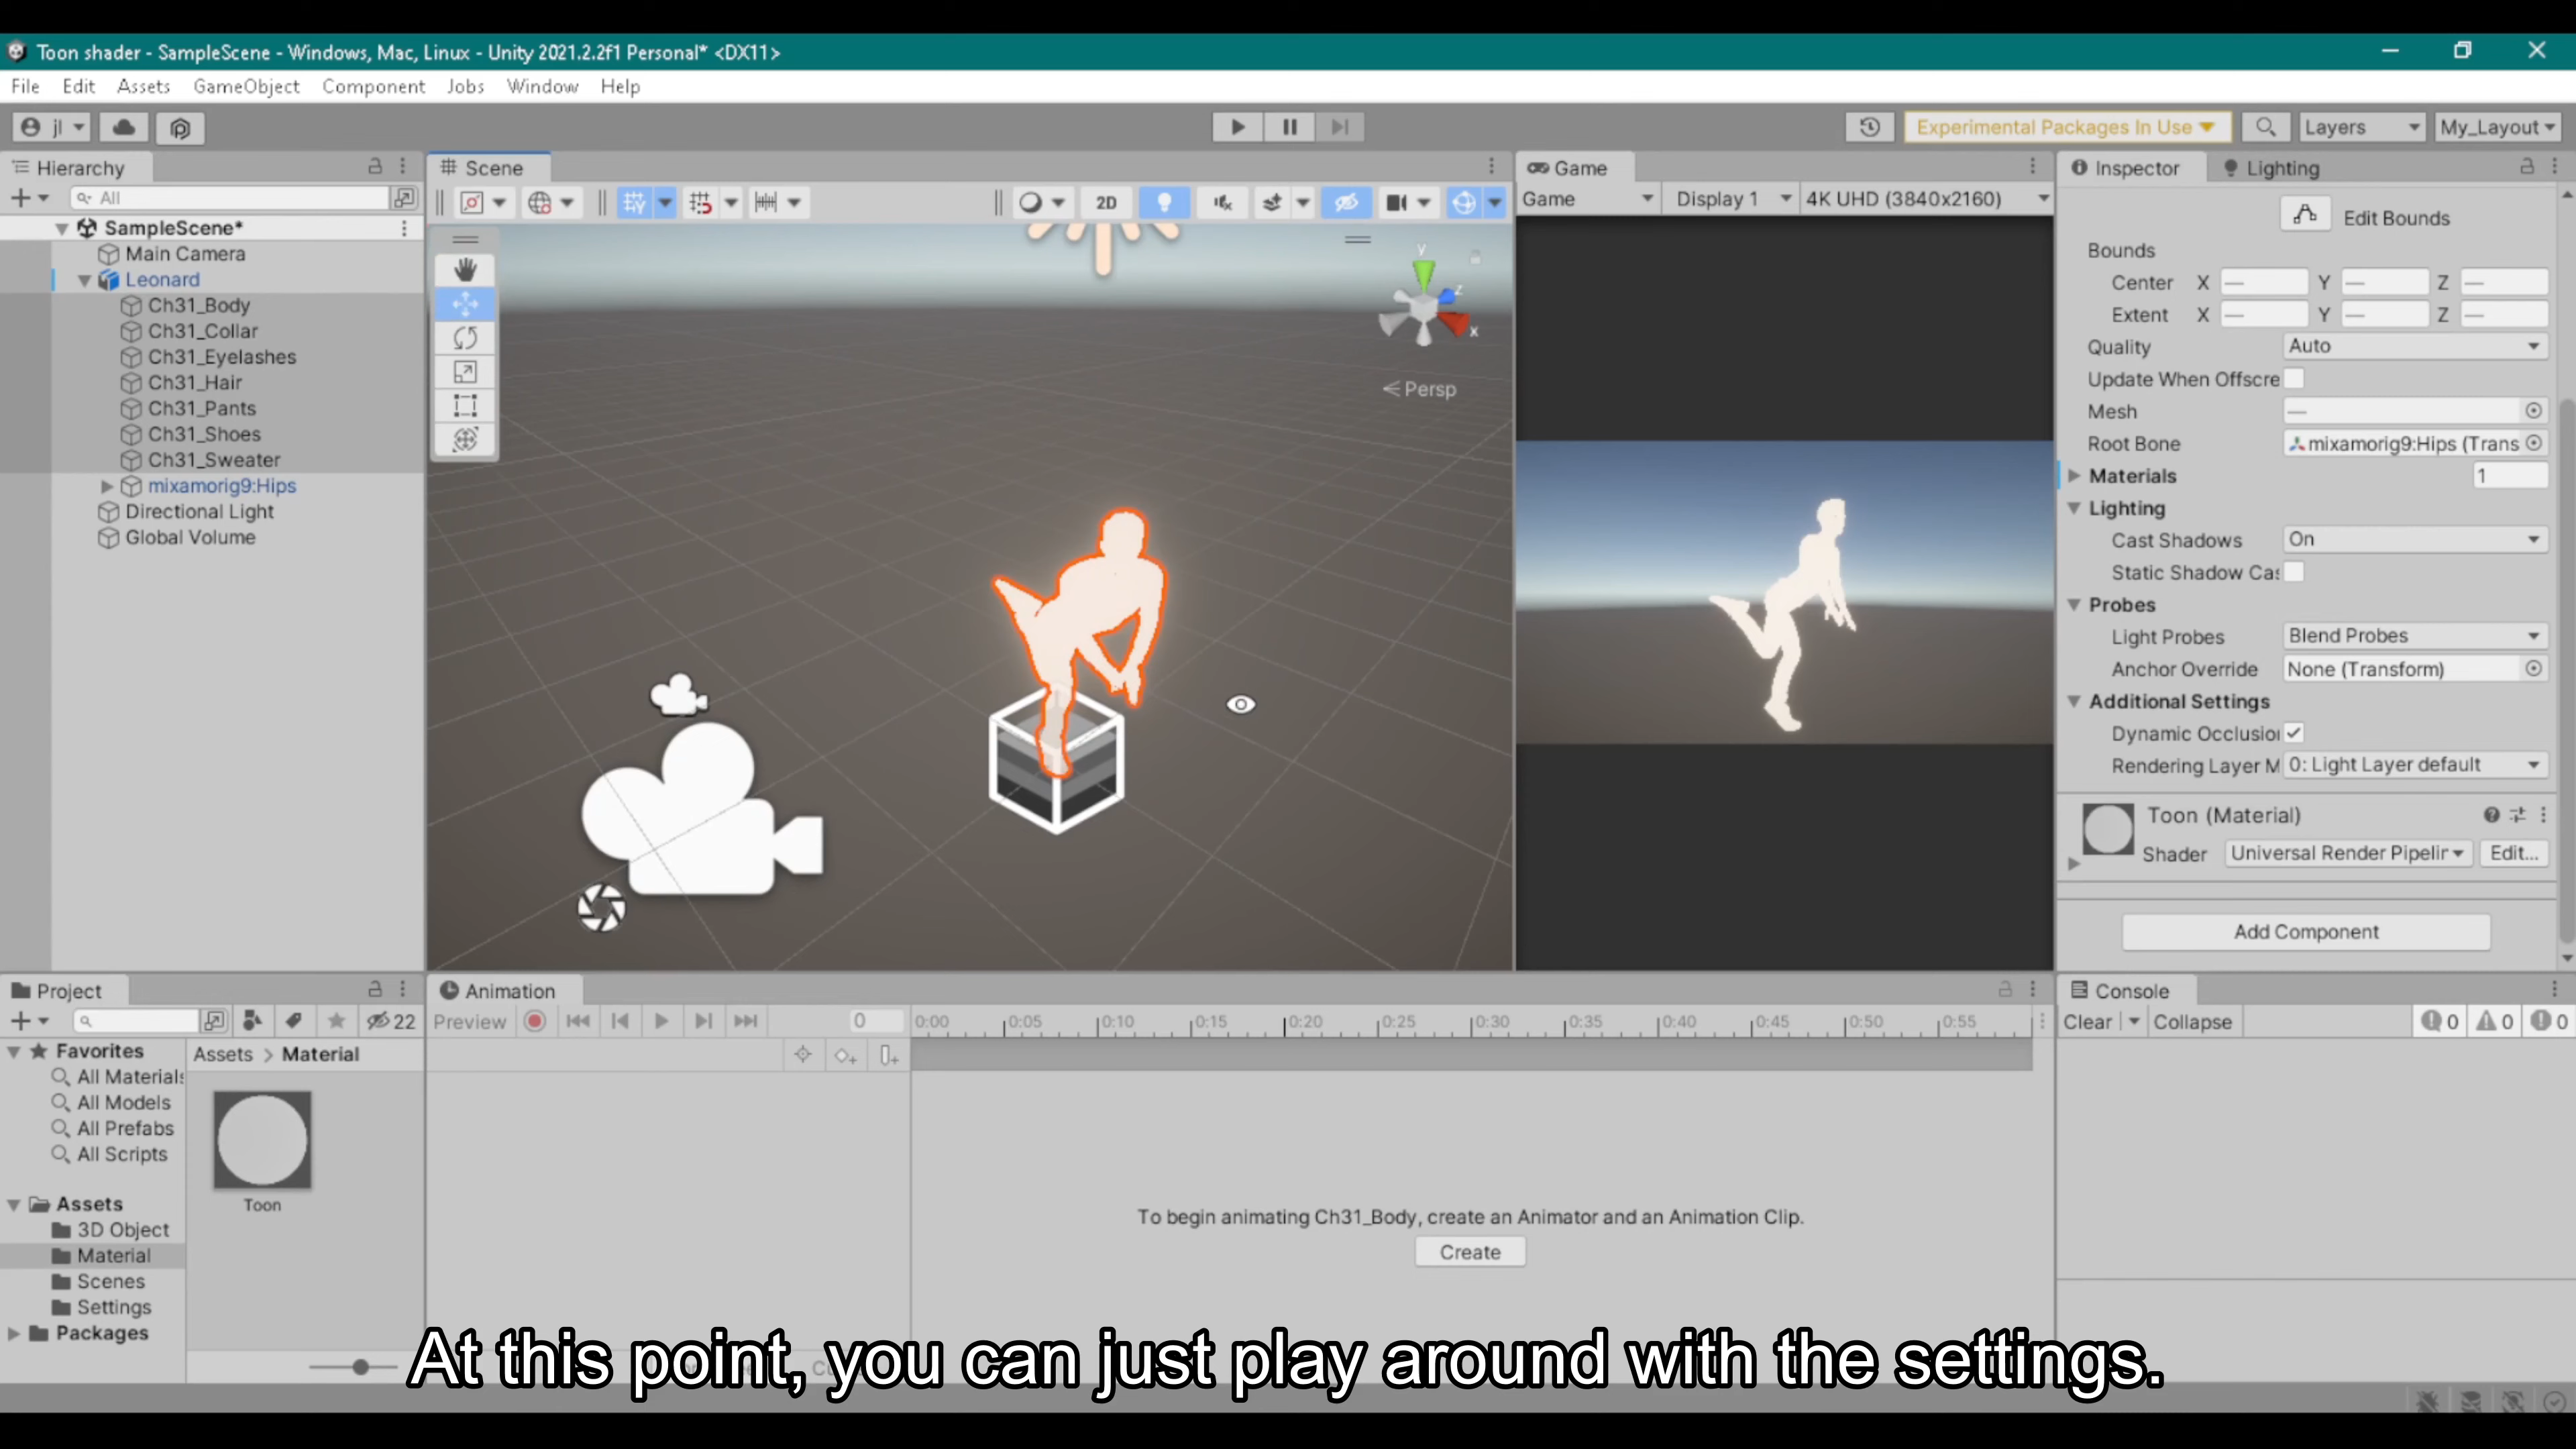 Toon shader - SampleScene - Windows, Mac, Linux - Unity 2021.2.2f1 Personal* <DX11>
File Edit Assets GameObject Component Jobs Window Help
jl
Experimental Packages In Use
Layers
My_Layout
Hierarchy
All
SampleScene*
Main Camera
Leonard
Ch31_Body
Ch31_Collar
Ch31_Eyelashes
Ch31_Hair
Ch31_Pants
Ch31_Shoes
Ch31_Sweater
mixamorig9:Hips
Directional Light
Global Volume
Scene
2D
y
z
x
Persp
Game
Game Display 1 4K UHD (3840x2160)
Inspector Lighting
Edit Bounds
Bounds
Center X — Y — Z —
Extent X — Y — Z —
Quality Auto
Update When Offscre
Mesh —
Root Bone mixamorig9:Hips (Trans
Materials 1
Lighting
Cast Shadows On
Static Shadow Cas
Probes
Light Probes Blend Probes
Anchor Override None (Transform)
Additional Settings
Dynamic Occlusion
Rendering Layer M 0: Light Layer default
Toon (Material)
Shader Universal Render Pipelin Edit...
Add Component
Project
22
Favorites
All Materials
All Models
All Prefabs
All Scripts
Assets
3D Object
Material
Scenes
Settings
Packages
Assets > Material
Toon
Animation
Preview 0
0:00 0:05 0:10 0:15 0:20 0:25 0:30 0:35 0:40 0:45 0:50 0:55
To begin animating Ch31_Body, create an Animator and an Animation Clip.
Create
Console
Clear Collapse 0 0 0
At this point, you can just play around with the settings.